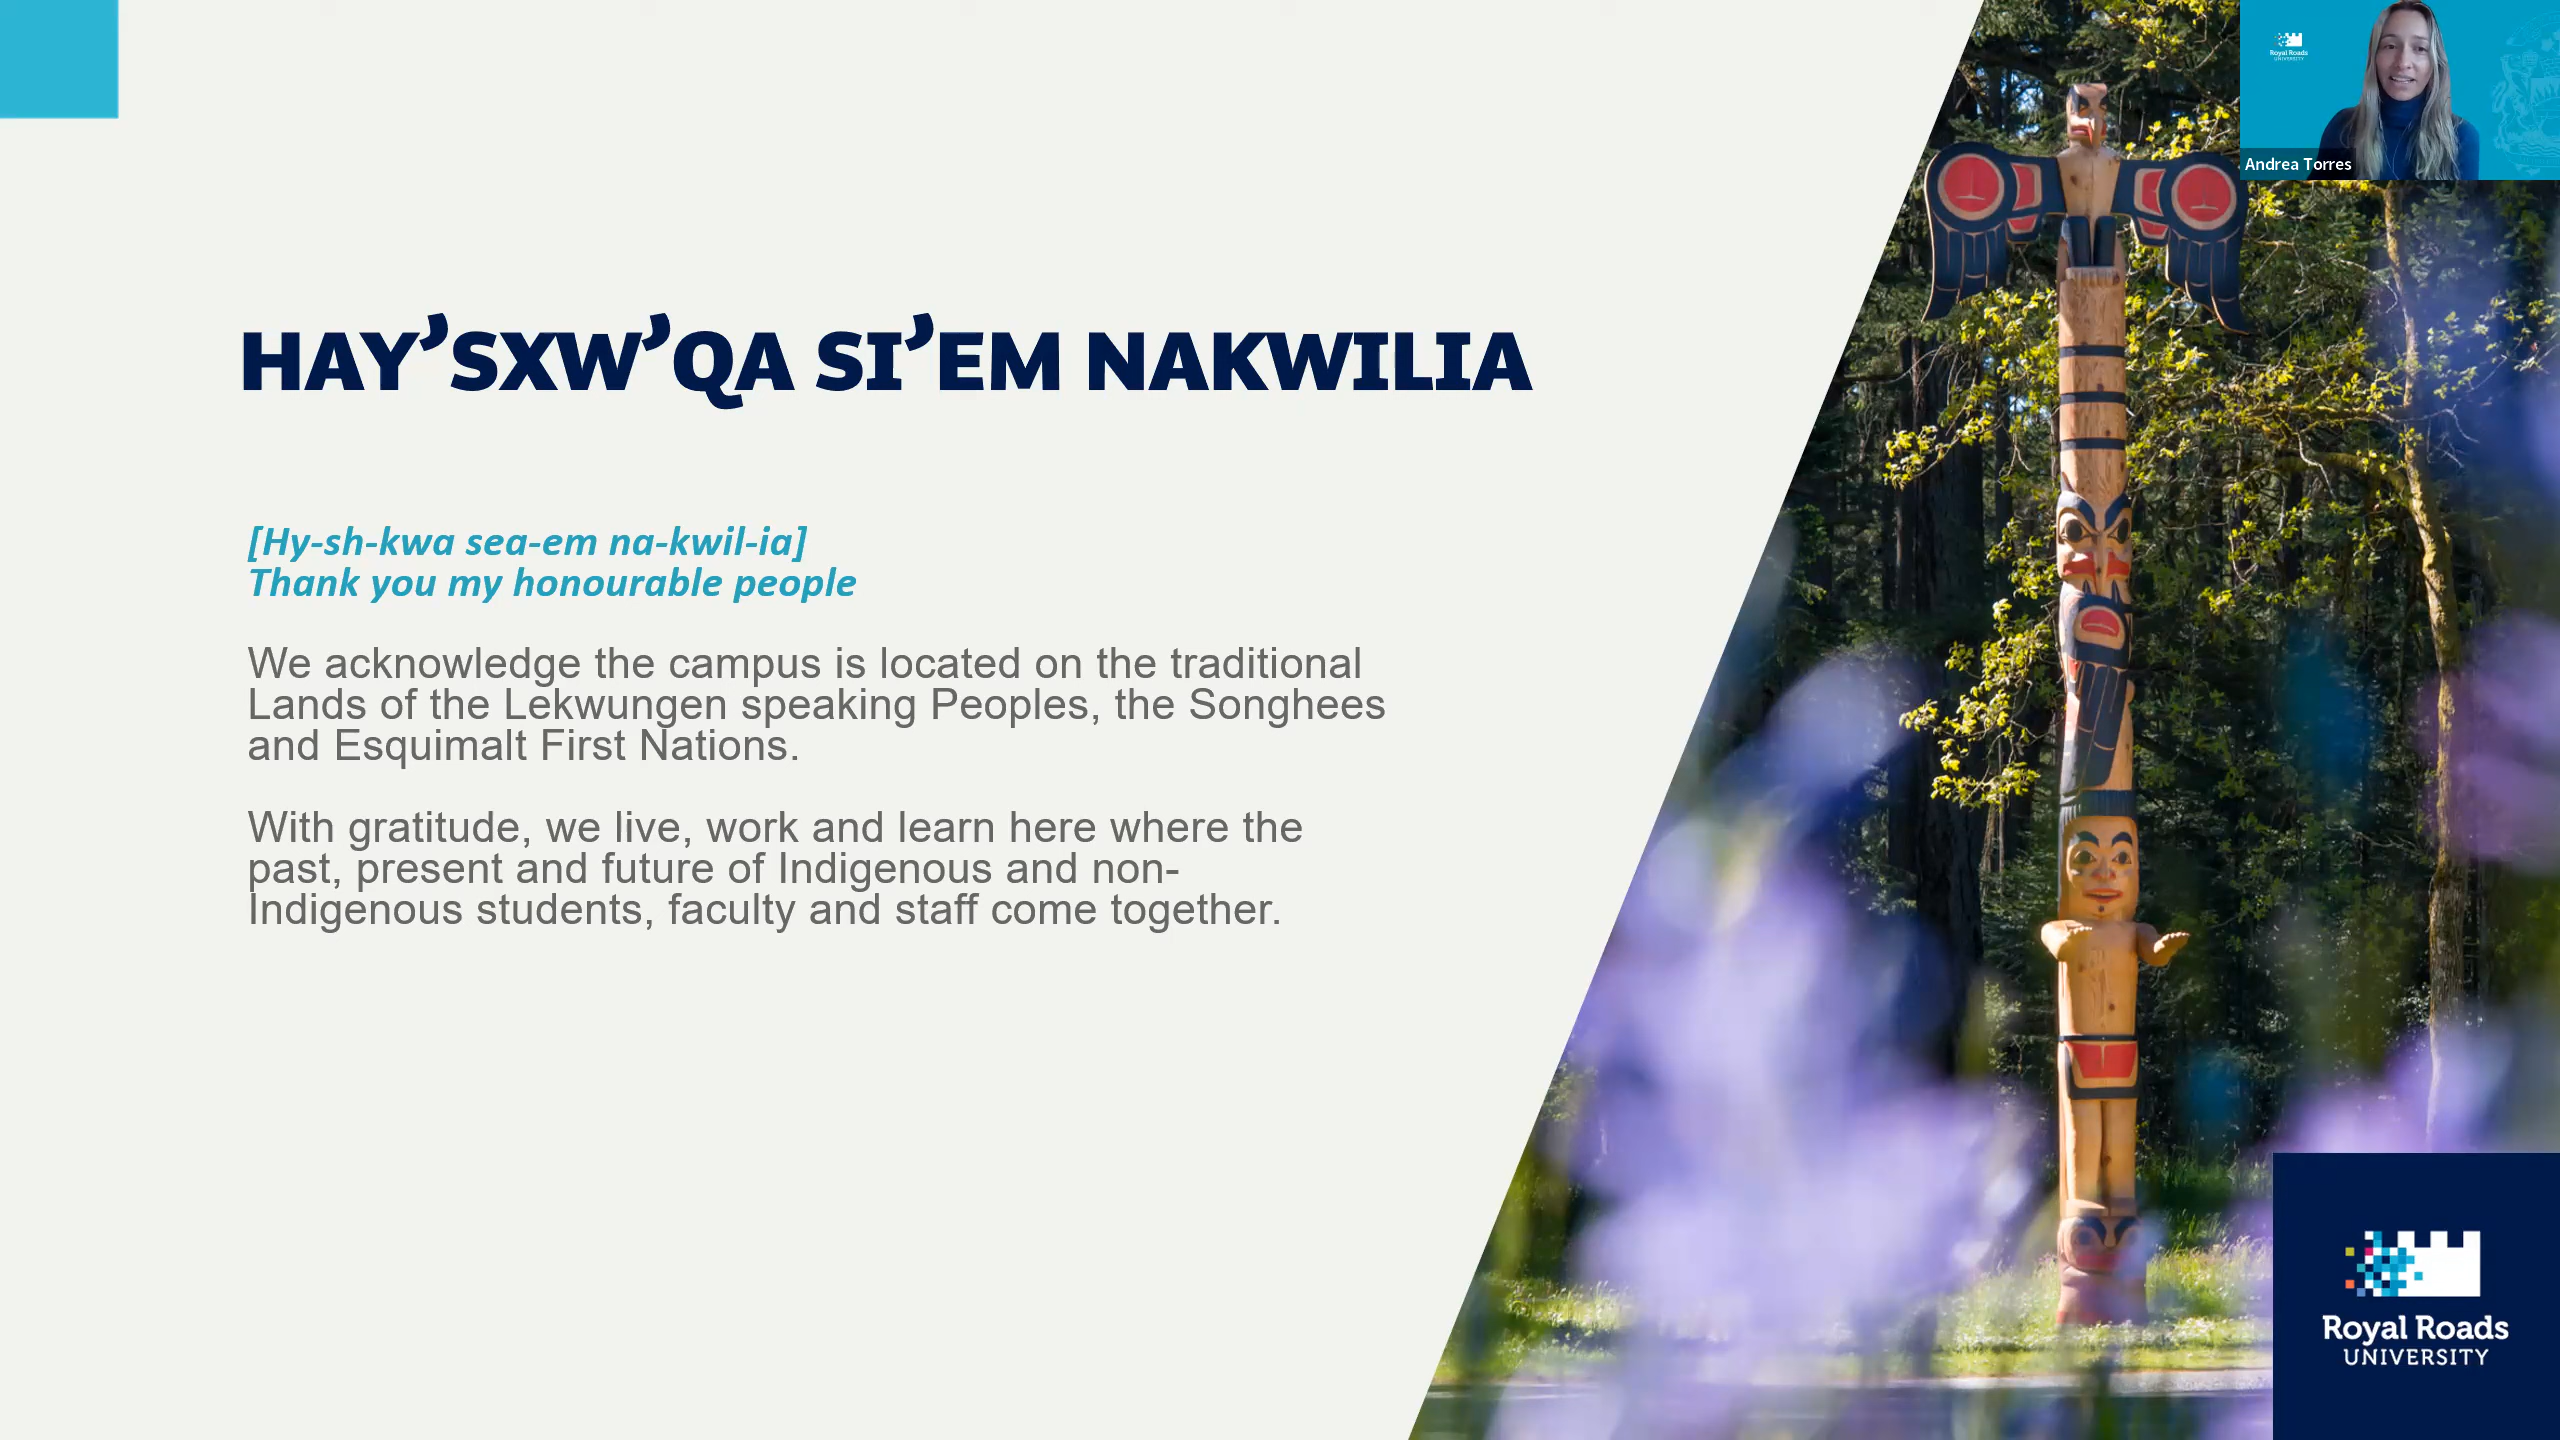 HAY’SXW’QA SI’EM NAKWILIA
[Hy-sh-kwa sea-em na-kwil-ia]
Thank you my honourable people
We acknowledge the campus is located on the traditional
Lands of the Lekwungen speaking Peoples, the Songhees
and Esquimalt First Nations.
With gratitude, we live, work and learn here where the
past, present and future of Indigenous and non-
Indigenous students, faculty and staff come together.
Royal Roads
UNIVERSITY
Andrea Torres
Royal Roads
UNIVERSITY